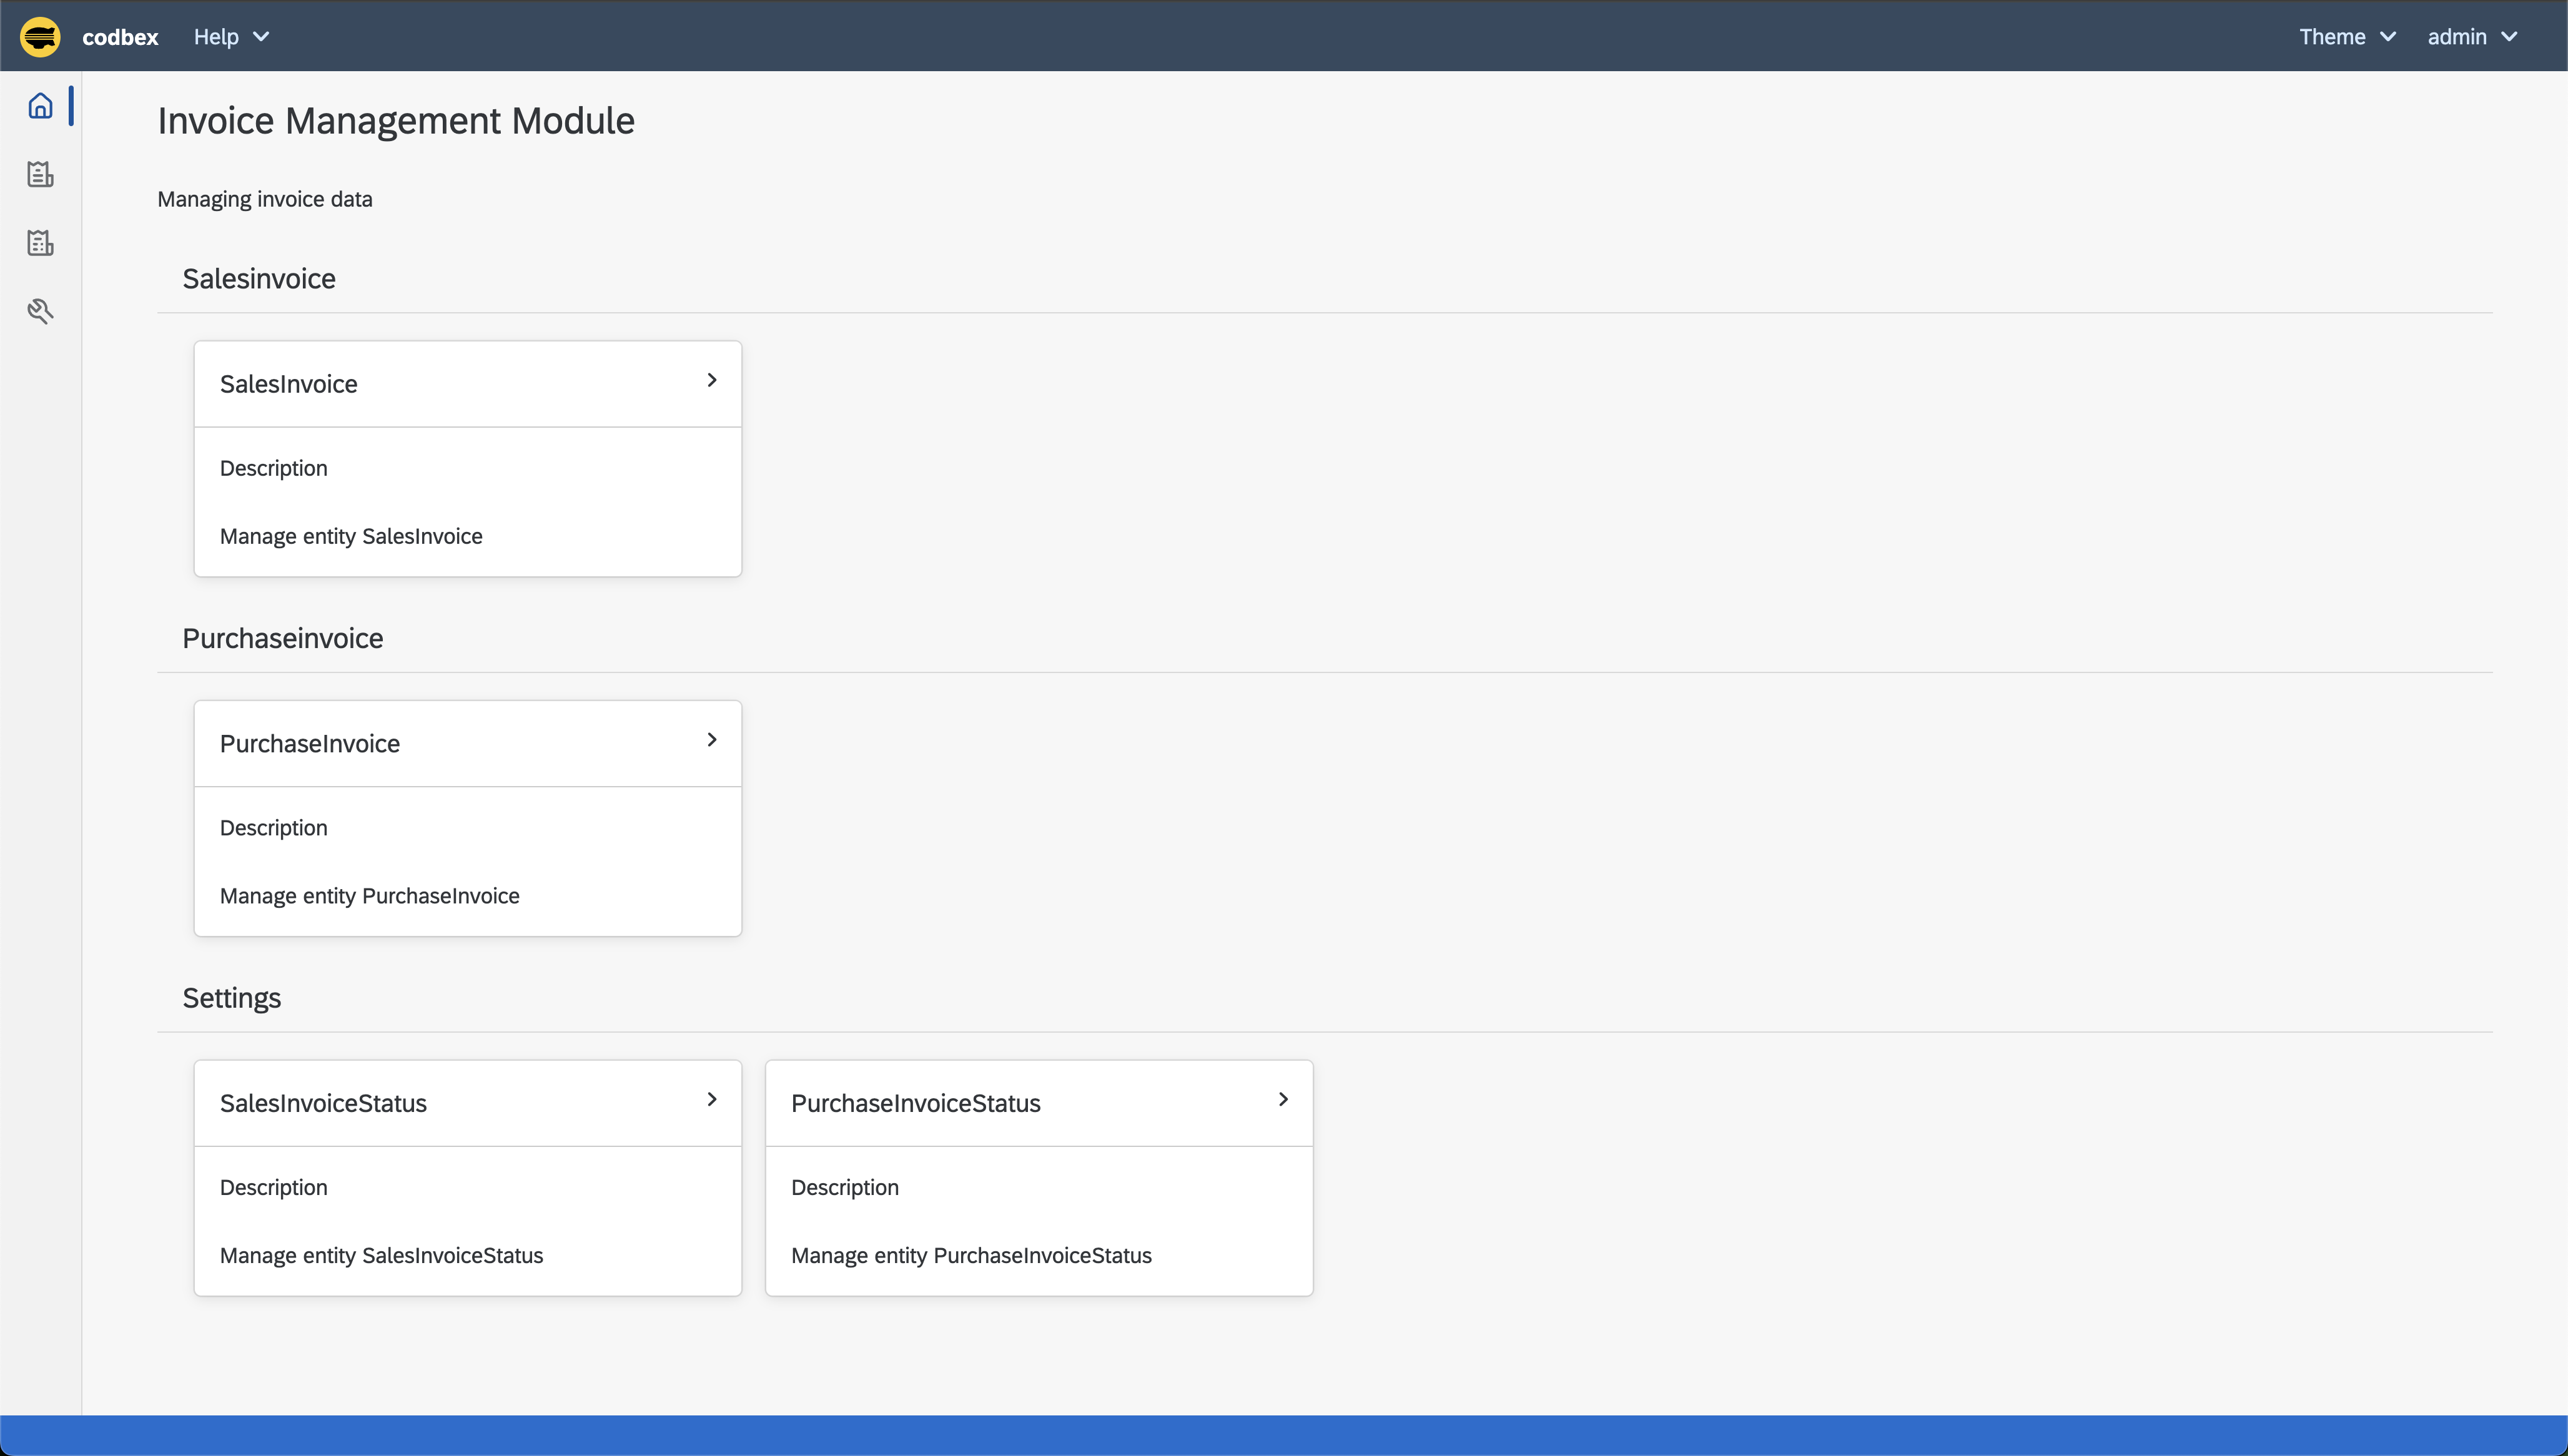 codbex Help Theme admin
Invoice Management Module
Managing invoice data
Salesinvoice
SalesInvoice
Description
Manage entity SalesInvoice
Purchaseinvoice
PurchaseInvoice
Description
Manage entity PurchaseInvoice
Settings
SalesInvoiceStatus
Description
Manage entity SalesInvoiceStatus
PurchaseInvoiceStatus
Description
Manage entity PurchaseInvoiceStatus